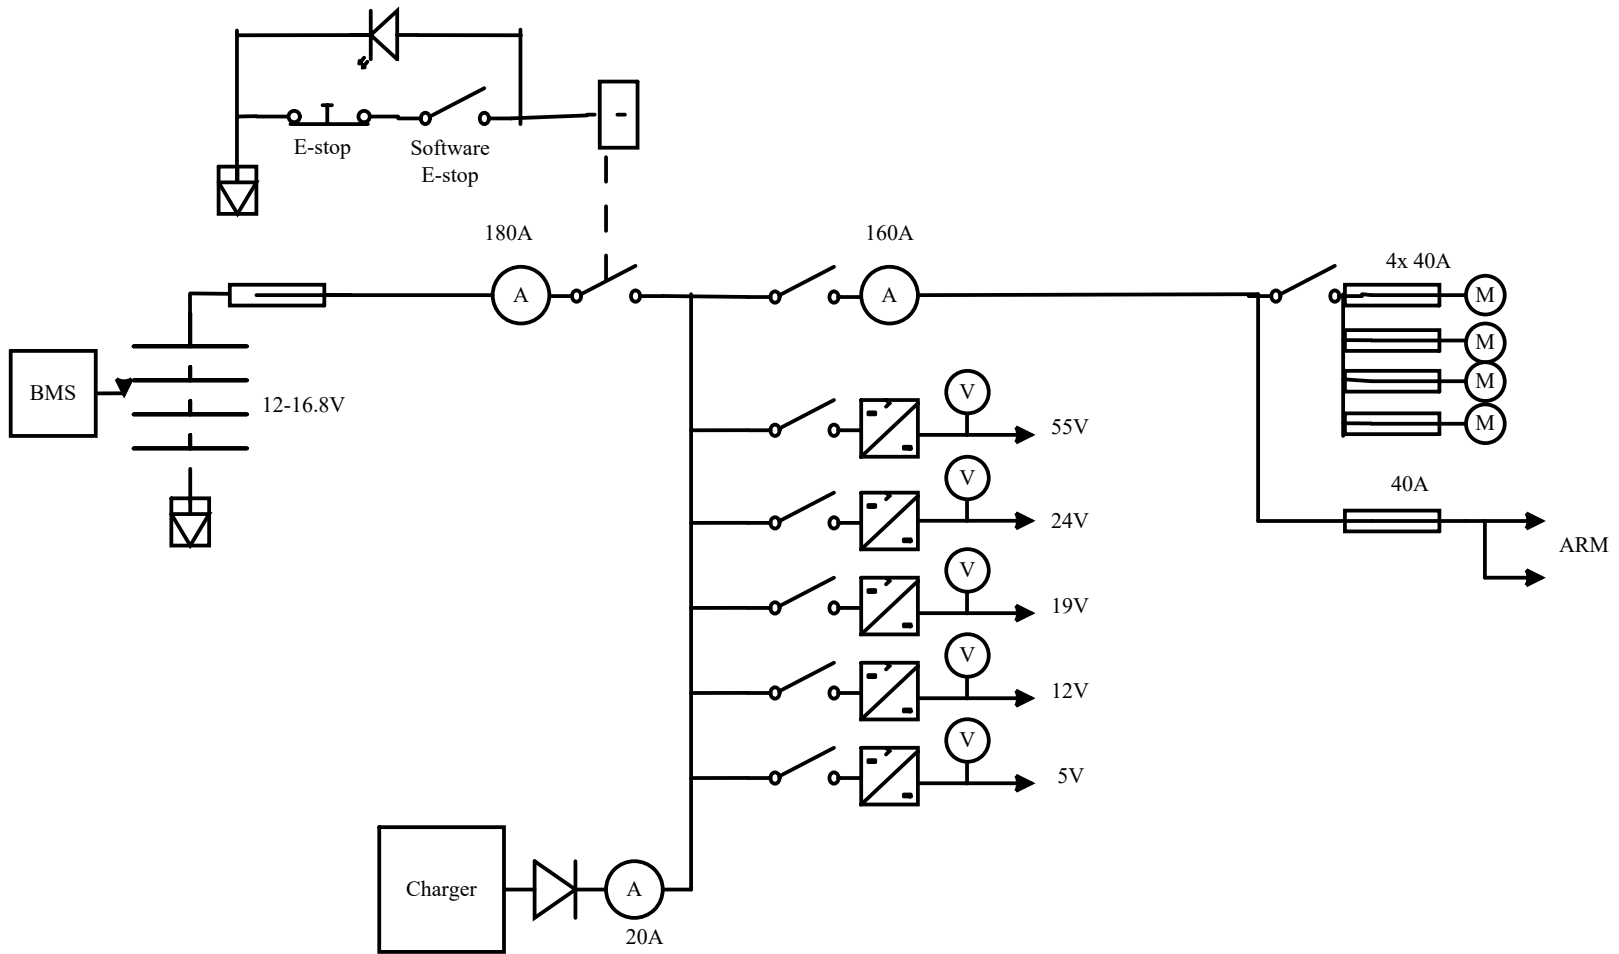 E-stop
Software
E-stop
180A
160A
4x 40A
A
A
M
M
M
M
BMS
12-16.8V
V
55V
V
24V
40A
ARM
V
19V
V
12V
V
5V
Charger
A
20A